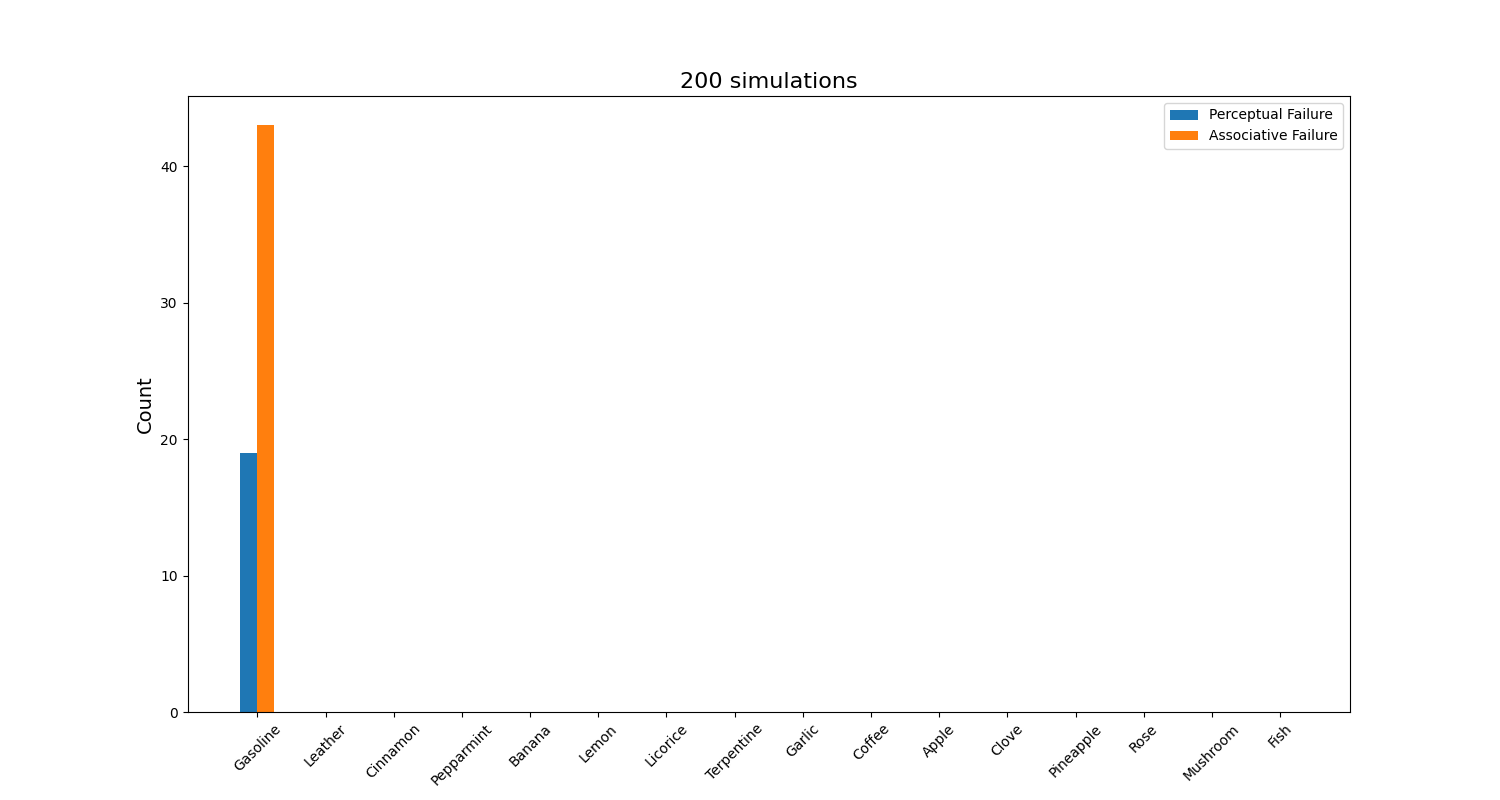 200 simulations
Perceptual Failure
Associative Failure
Count
40
30
20
10
0
Gasoline
Leather
Cinnamon
Pepparmint
Banana
Lemon
Licorice
Terpentine
Garlic
Coffee
Apple
Clove
Pineapple
Rose
Mushroom
Fish